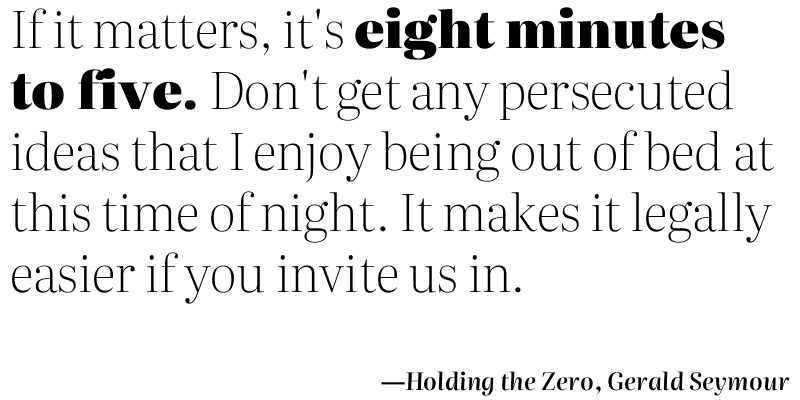 If it matters, it's eight minutes
to five. Don't get any persecuted
ideas that I enjoy being out of bed at
this time of night. It makes it legally
easier if you invite us in.
—Holding the Zero, Gerald Seymour